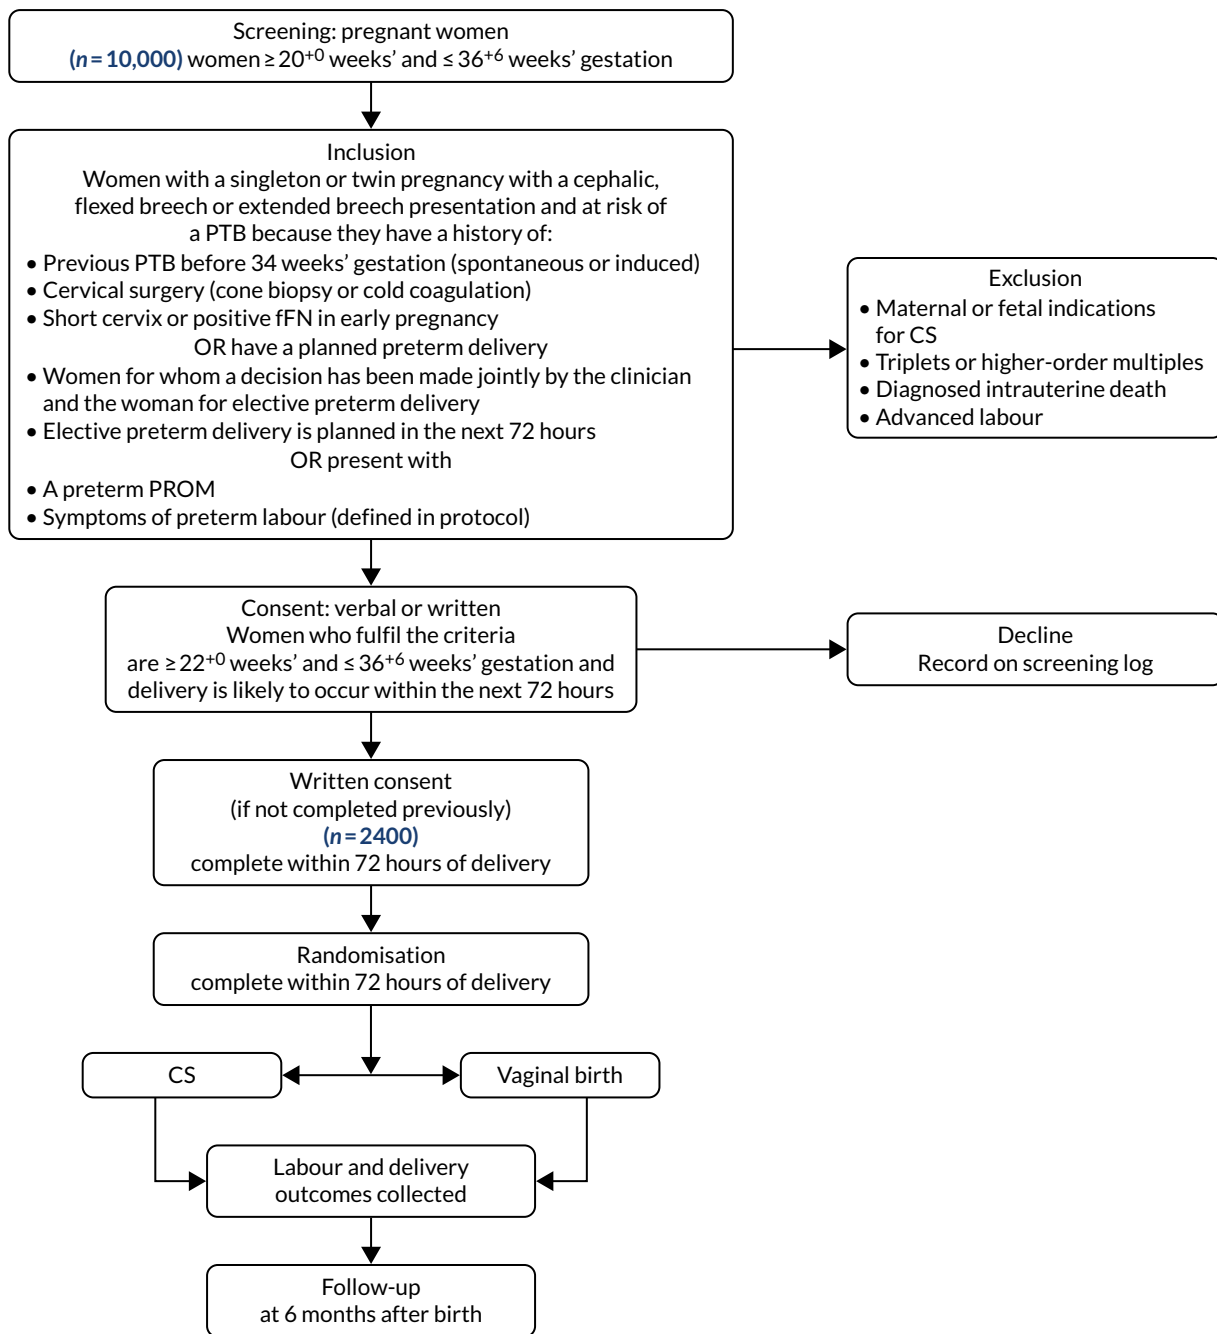 Screening: pregnant women
(n = 10,000) women ≥ 20+0 weeks’ and ≤ 36+6 weeks’ gestation
Inclusion
Women with a singleton or twin pregnancy with a cephalic,
flexed breech or extended breech presentation and at risk of
a PTB because they have a history of:
• Previous PTB before 34 weeks’ gestation (spontaneous or induced)
• Cervical surgery (cone biopsy or cold coagulation)
• Short cervix or positive fFN in early pregnancy
OR have a planned preterm delivery
• Women for whom a decision has been made jointly by the clinician
and the woman for elective preterm delivery
• Elective preterm delivery is planned in the next 72 hours
OR present with
• A preterm PROM
• Symptoms of preterm labour (defined in protocol)
Exclusion
• Maternal or fetal indications
for CS
• Triplets or higher-order multiples
• Diagnosed intrauterine death
• Advanced labour
Consent: verbal or written
Women who fulfil the criteria
are ≥ 22+0 weeks’ and ≤ 36+6 weeks’ gestation and
delivery is likely to occur within the next 72 hours
Decline
Record on screening log
Written consent
(if not completed previously)
(n = 2400)
complete within 72 hours of delivery
Randomisation
complete within 72 hours of delivery
CS
Vaginal birth
Labour and delivery
outcomes collected
Follow-up
at 6 months after birth